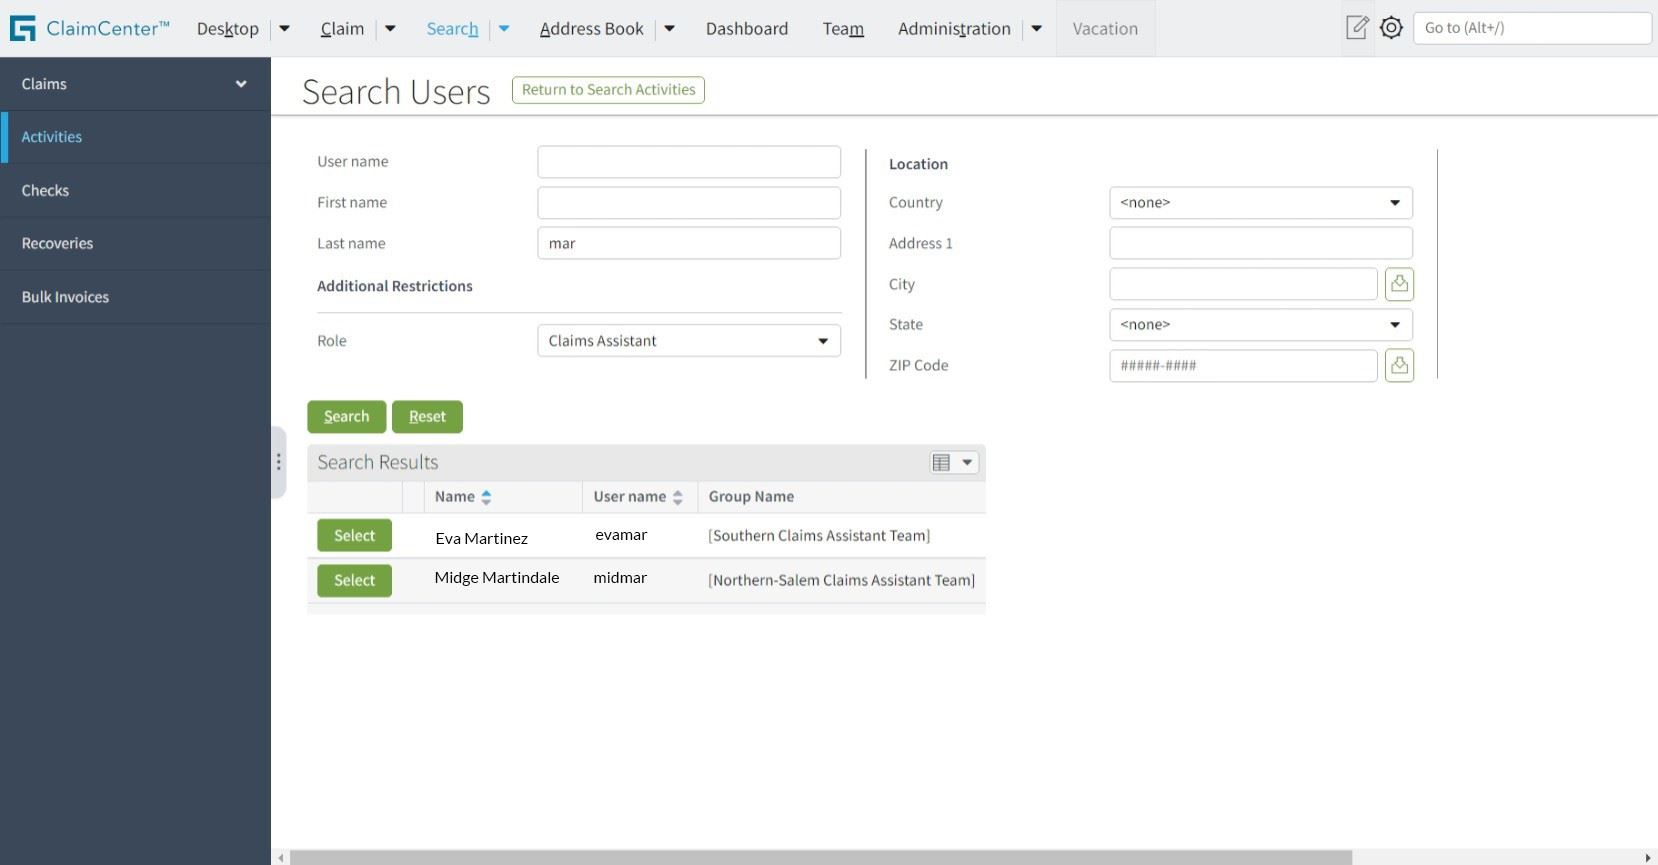 ClaimCenter™ Desktop Claim Search Address Book Dashboard Team Administration Vacation Go to (Alt+/)
Claims
Activities
Checks
Recoveries
Bulk Invoices
Search Users Return to Search Activities
User name
First name
Last name mar
Additional Restrictions
Role Claims Assistant
Location
Country <none>
Address 1
City
State <none>
ZIP Code #####-####
Search Reset
Search Results
Name User name Group Name
Select Eva Martinez evamar [Southern Claims Assistant Team]
Select Midge Martindale midmar [Northern-Salem Claims Assistant Team]